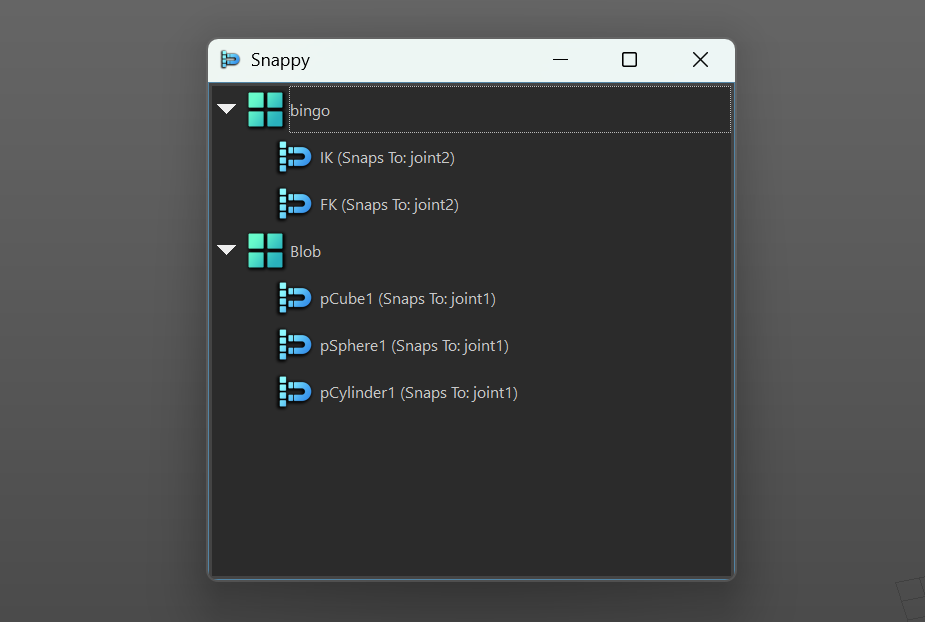 Snappy
bingo
IK (Snaps To: joint2)
FK (Snaps To: joint2)
Blob
pCube1 (Snaps To: joint1)
pSphere1 (Snaps To: joint1)
pCylinder1 (Snaps To: joint1)